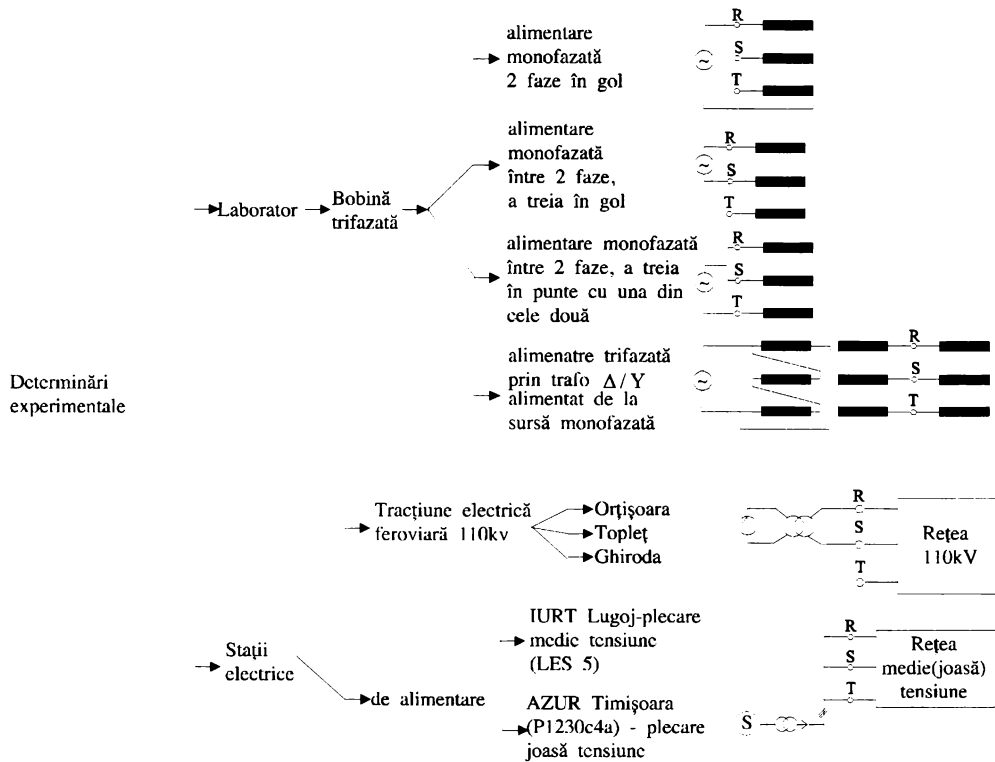 alimentare
monofazată
2 faze în gol
R
S
T
~
alimentare
monofazată
între 2 faze,
a treia în gol
R
S
T
~
Laborator
Bobină
trifazată
alimentare monofazată
între 2 faze, a treia
în punte cu una din
cele două
R
S
T
~
Determinări
experimentale
alimenatre trifazată
prin trafo Δ/Y
alimentat de la
sursă monofazată
~
R
S
T
Tracţiune electrică
feroviară 110kv
Orţişoara
Topleţ
Ghiroda
R
S
T
Reţea
110kV
Staţii
electrice
de alimentare
IURT Lugoj-plecare
medie tensiune
(LES 5)
AZUR Timişoara
(P1230c4a) - plecare
joasă tensiune
R
S
T
Reţea
medie(joasă)
tensiune
S